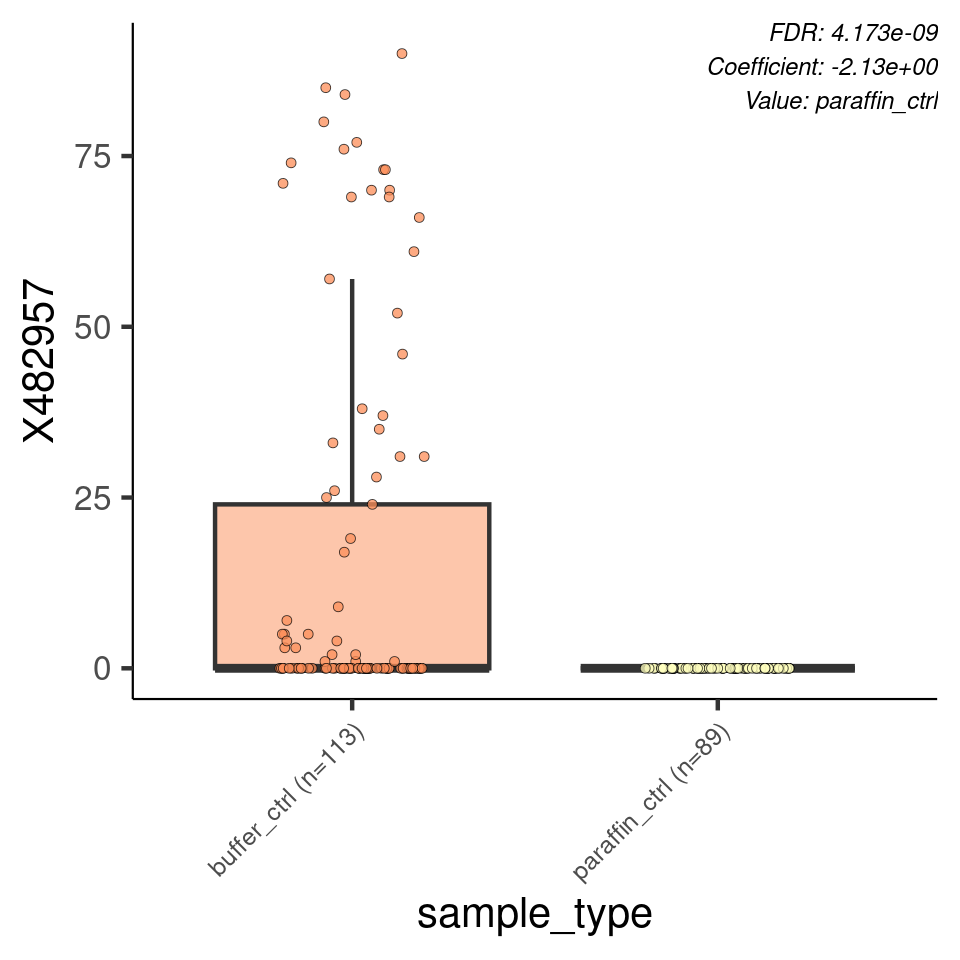 FDR: 4.173e-09
Coefficient: -2.13e+00
Value: paraffin_ctrl
75
50
25
0
X482957
buffer_ctrl (n=113)
paraffin_ctrl (n=89)
sample_type